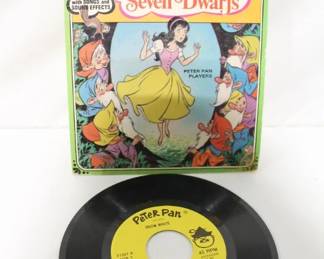 with SONGS and
SOUND EFFECTS
Seven Dwarfs
PETER PAN
PLAYERS
PETER PAN
SNOW WHITE
45 RPM